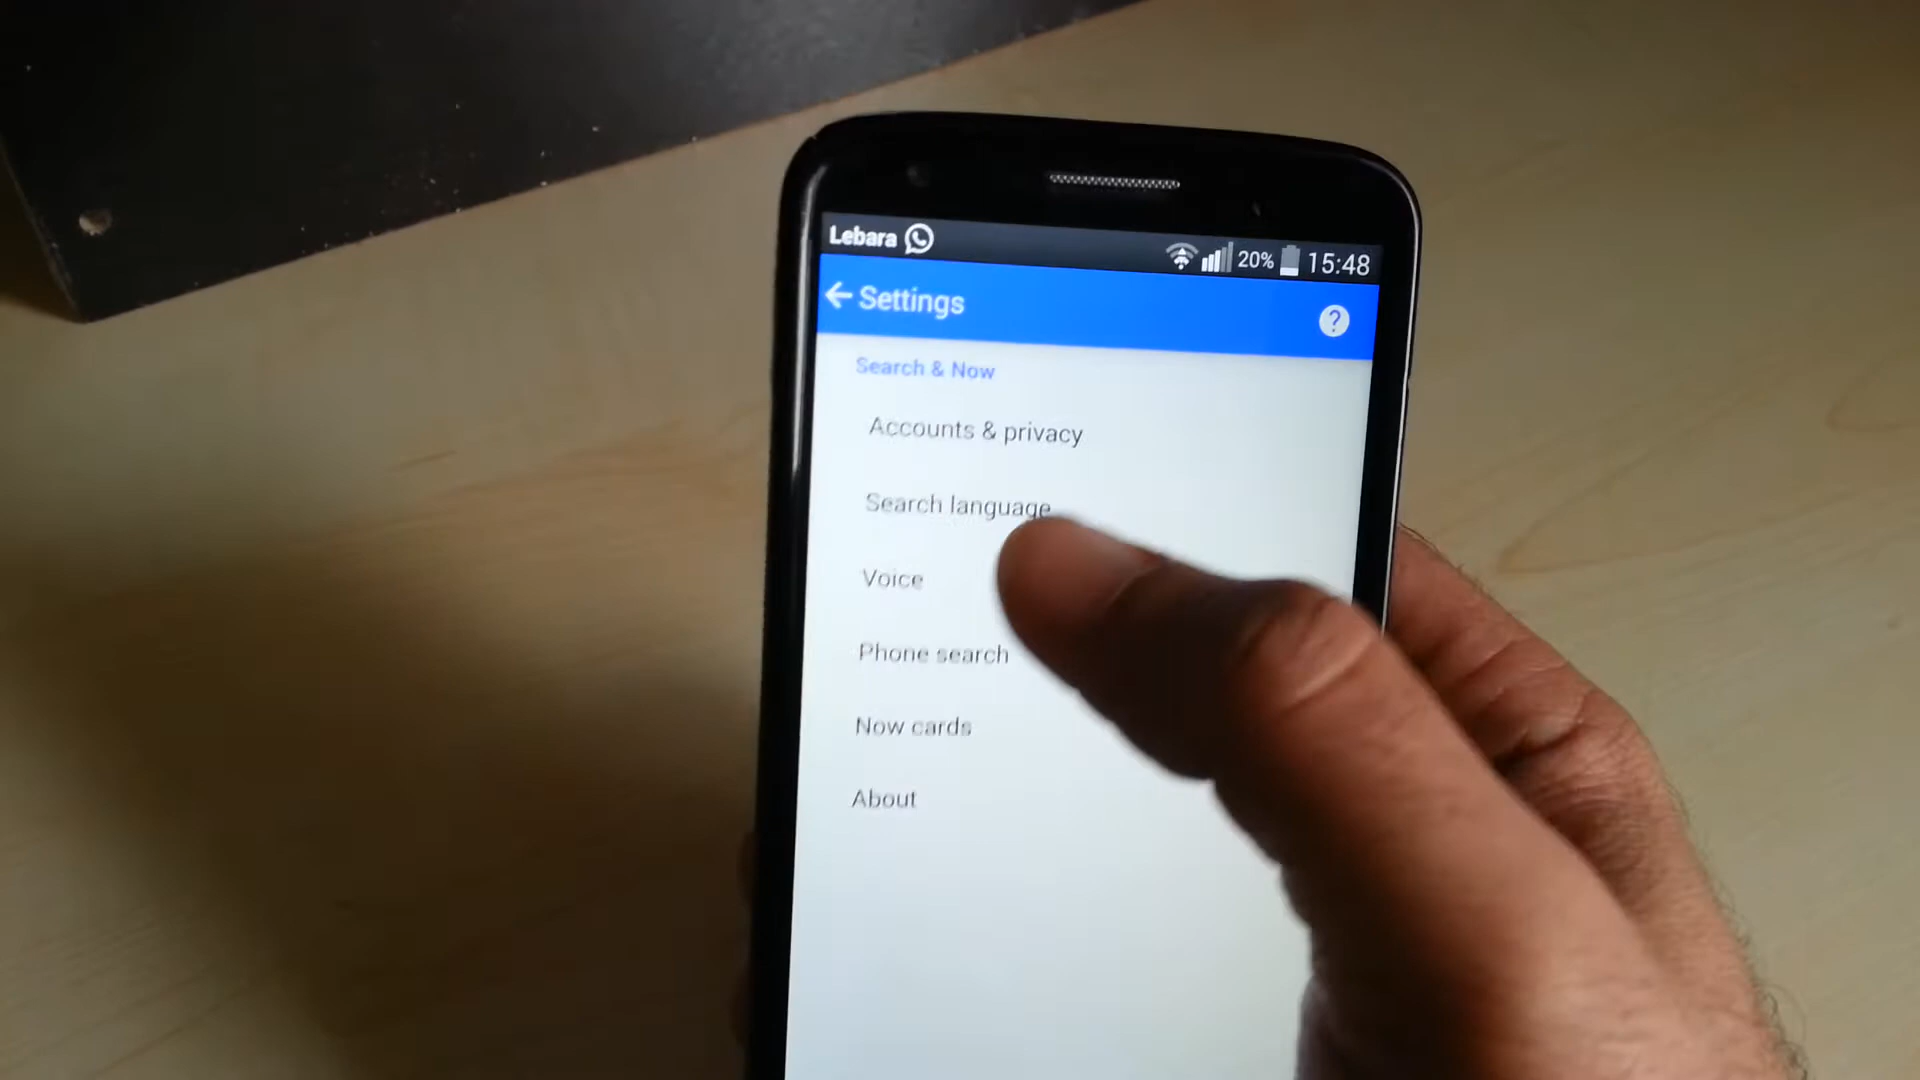 Lebara 20% 15:48
Settings ?
Search & Now
Accounts & privacy
Search language
Voice
Phone search
Now cards
About